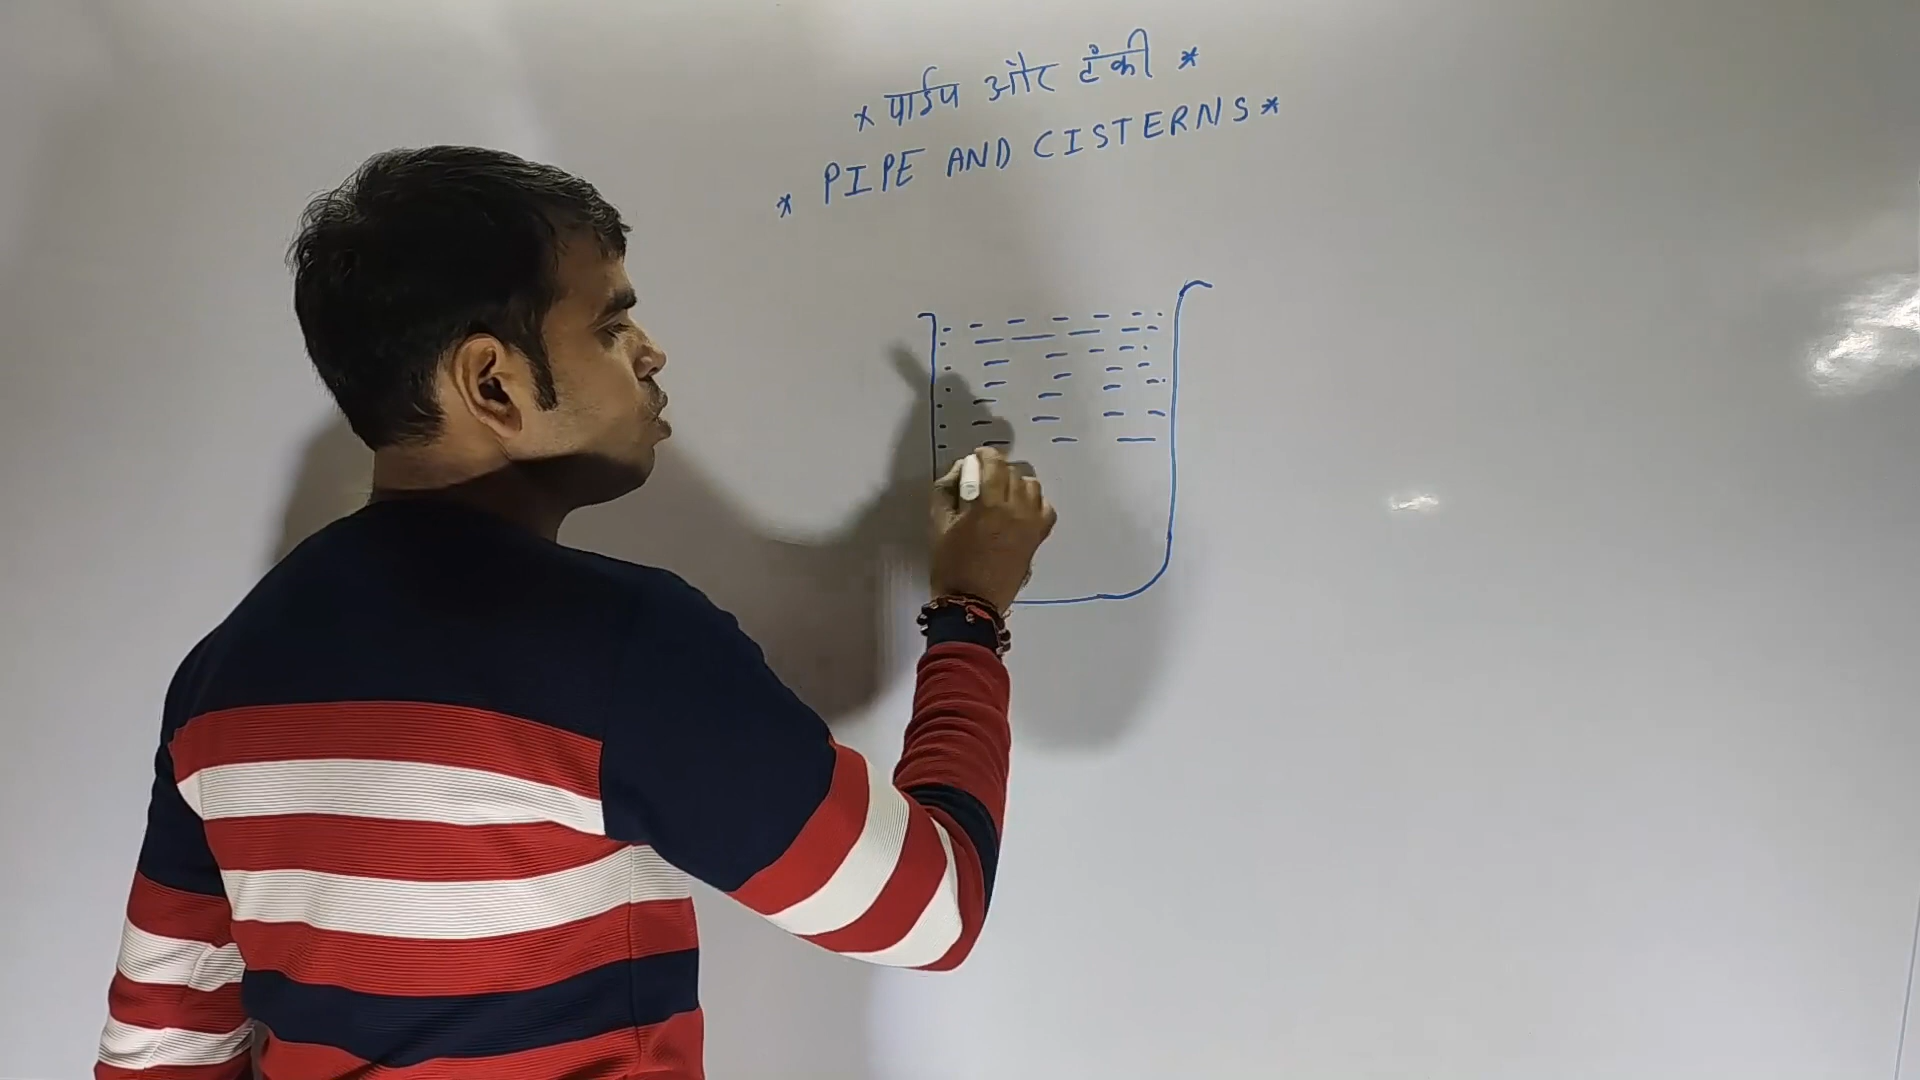 * पाईप और टंकी *
* PIPE AND CISTERNS *